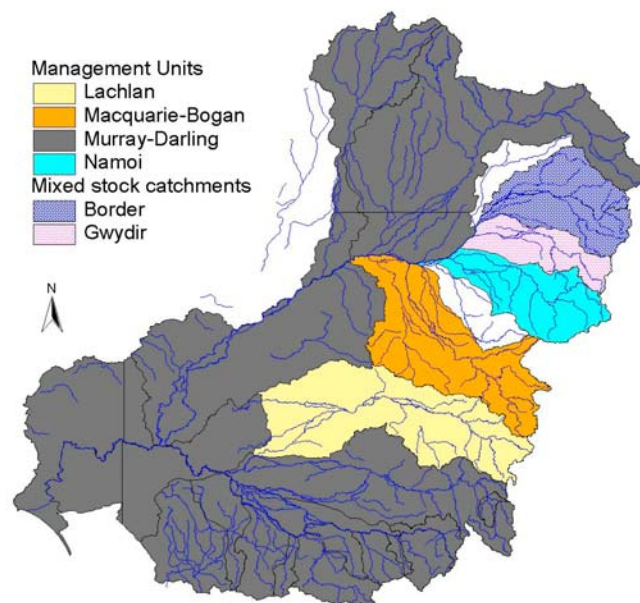 Management Units
Lachlan
Macquarie-Bogan
Murray-Darling
Namoi
Mixed stock catchments
Border
Gwydir
N